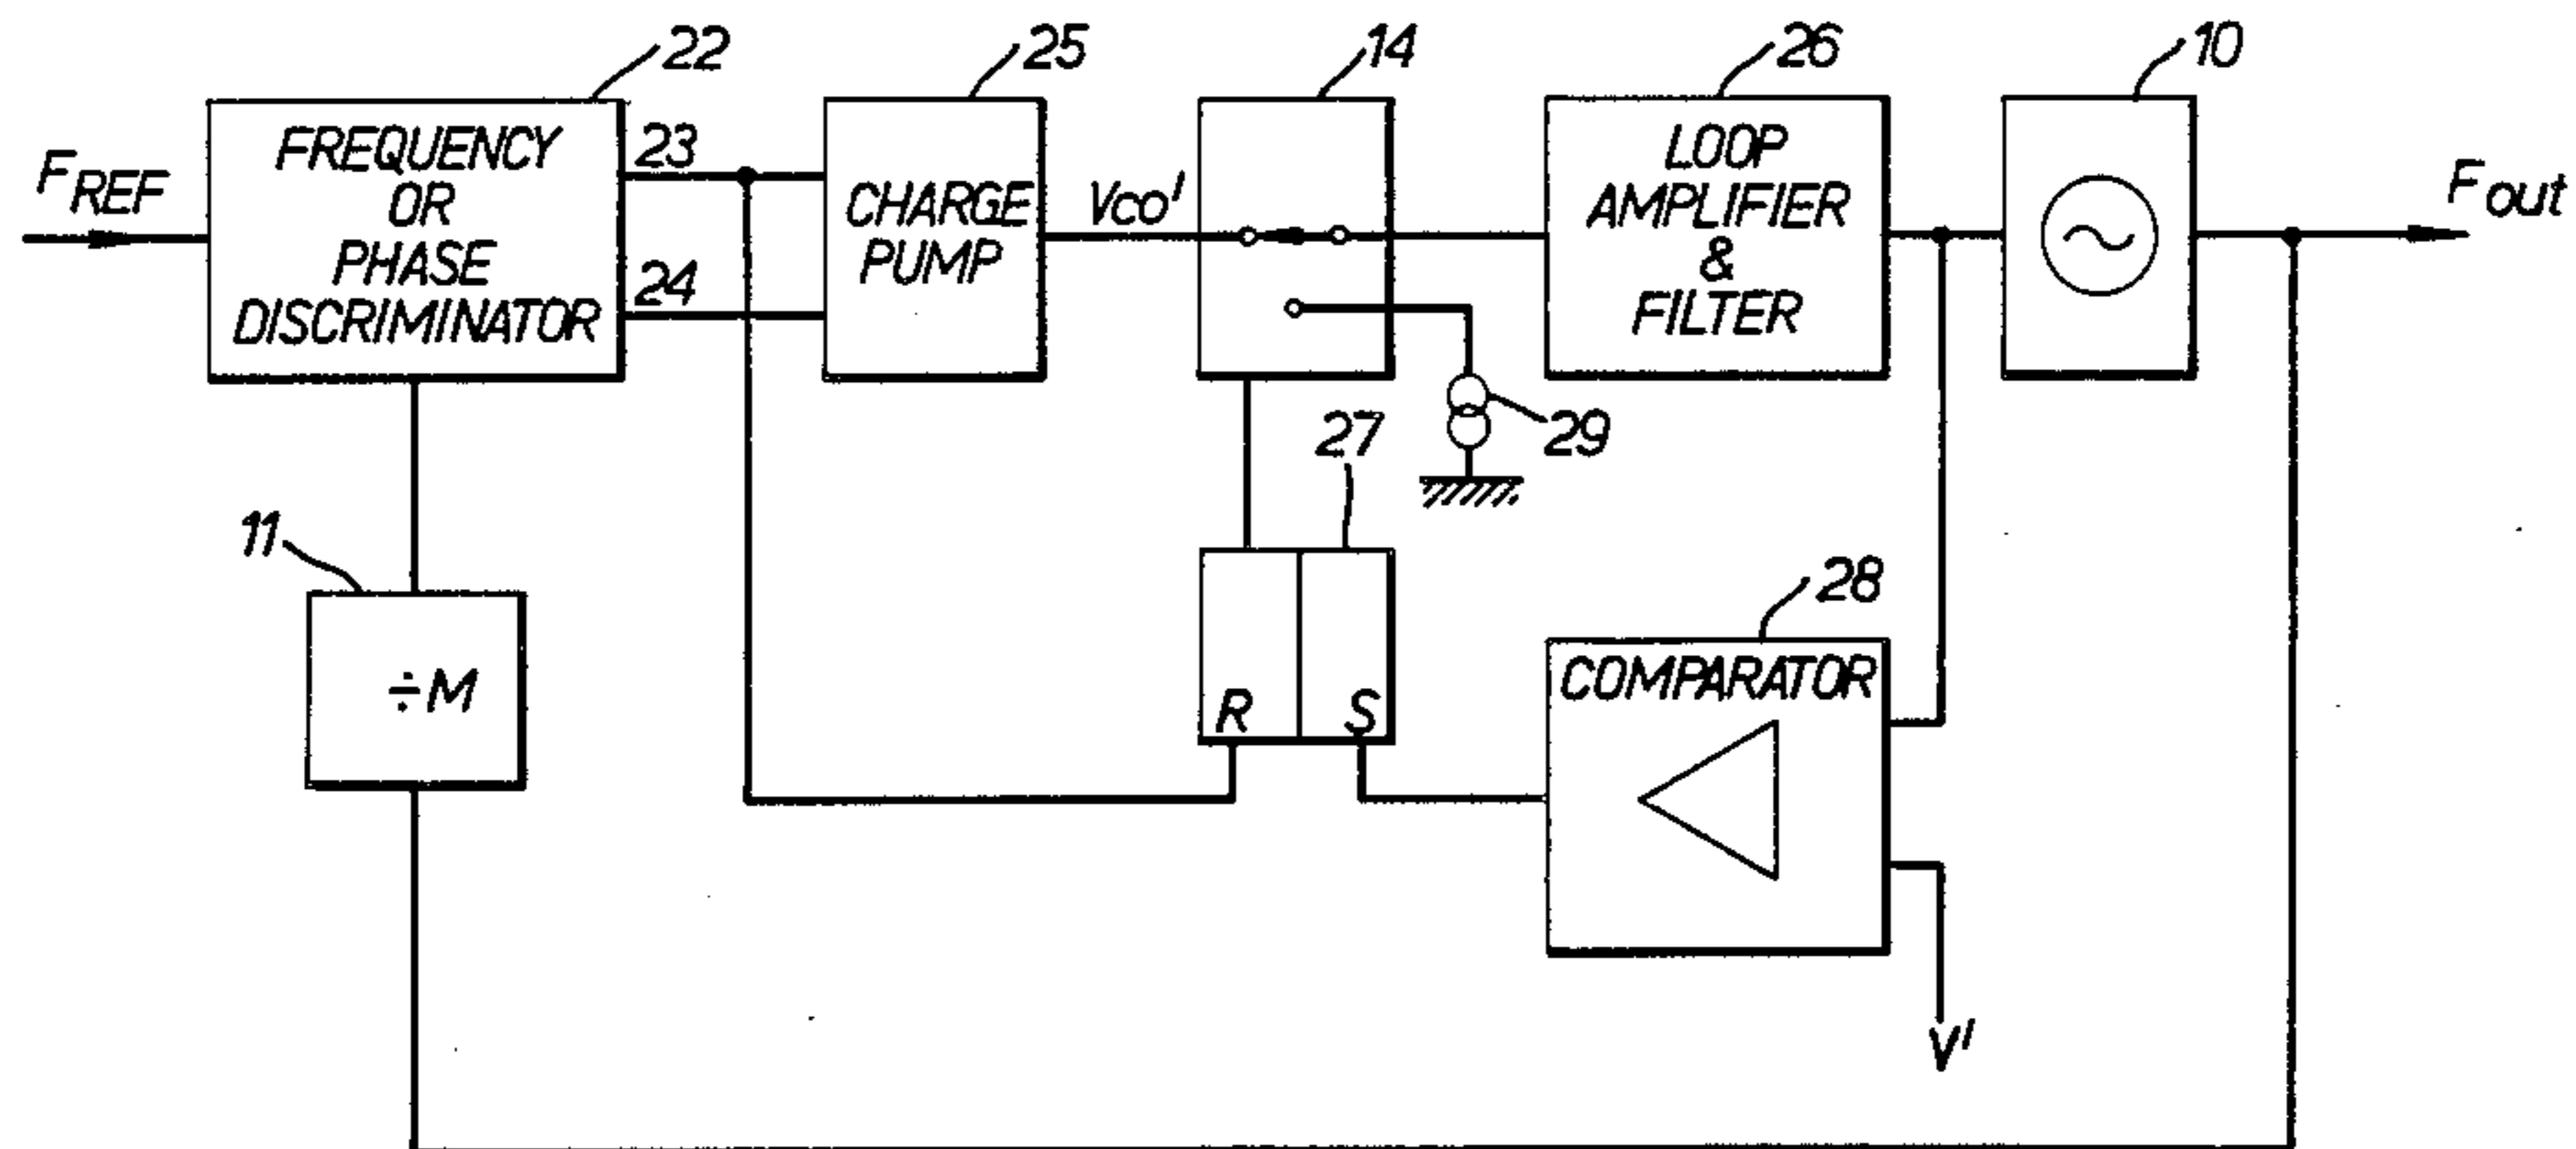 22
25
14
26
10
FREF
FREQUENCY
OR
PHASE
DISCRIMINATOR
23
24
CHARGE
PUMP
Vco'
LOOP
AMPLIFIER
&
FILTER
Fout
29
27
11
÷M
R
S
28
COMPARATOR
V'